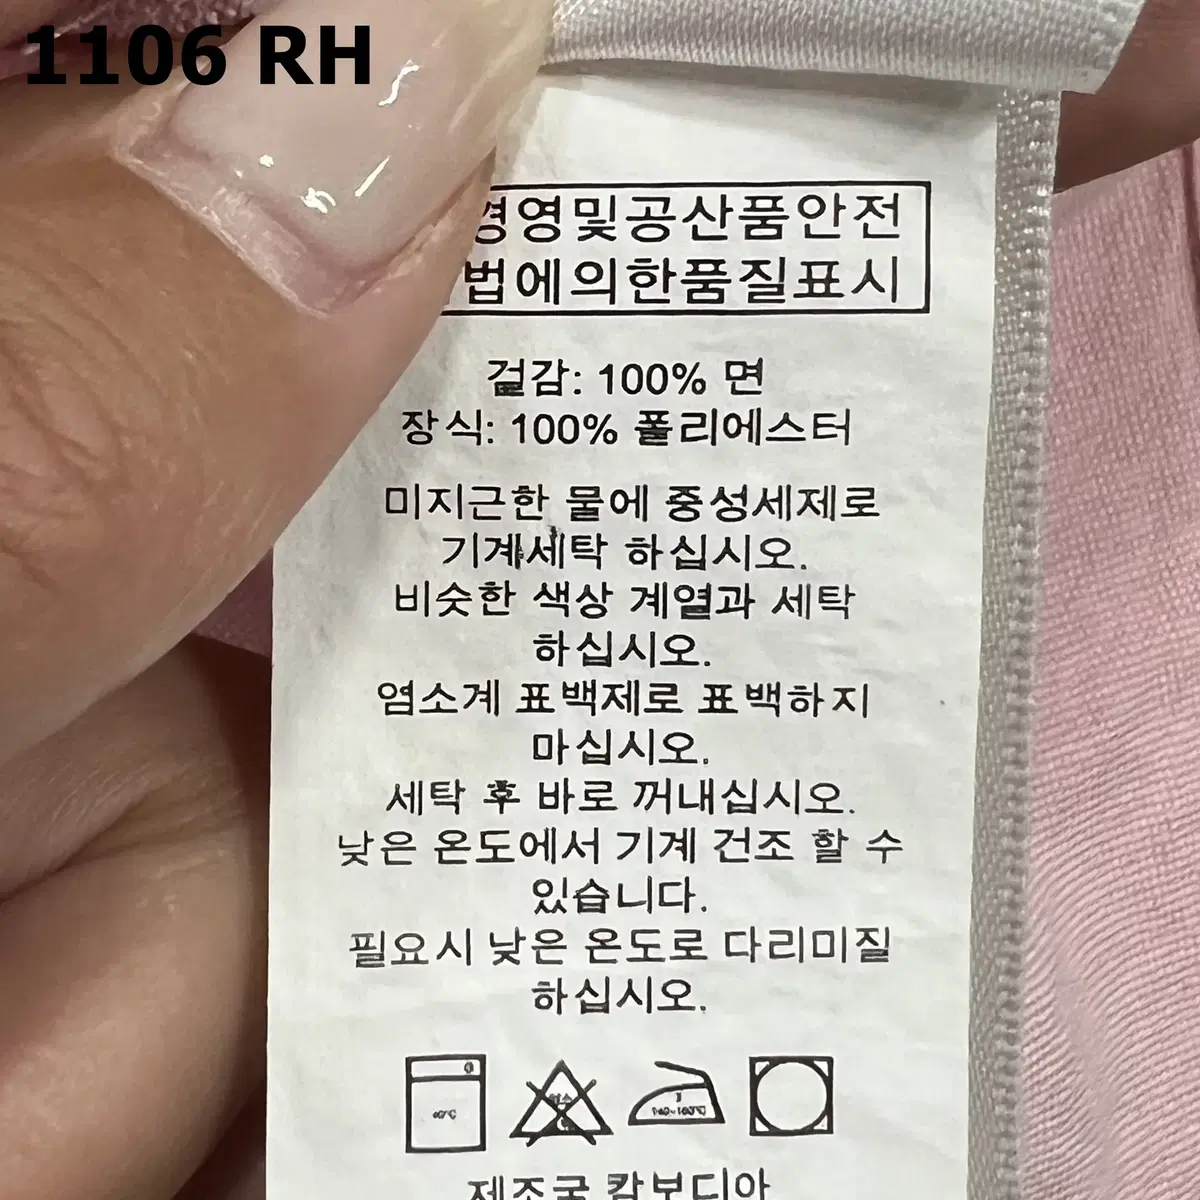 1106 RH
경영및공산품안전
법에의한품질표시
겉감: 100% 면
장식: 100% 폴리에스터
미지근한 물에 중성세제로
기계세탁 하십시오.
비슷한 색상 계열과 세탁
하십시오.
염소계 표백제로 표백하지
마십시오.
세탁 후 바로 꺼내십시오.
낮은 온도에서 기계 건조 할 수
있습니다.
필요시 낮은 온도로 다리미질
하십시오.
제조국 캄보디아